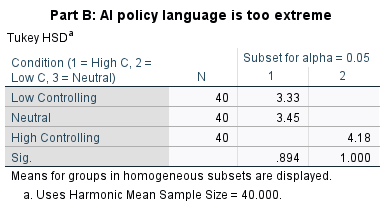 Part B: AI policy language is too extreme
Tukey HSDa
Condition (1 = High C, 2 = Low C, 3 = Neutral) N Subset for alpha = 0.05
1 2
Low Controlling 40 3.33
Neutral 40 3.45
High Controlling 40 4.18
Sig. .894 1.000
Means for groups in homogeneous subsets are displayed.
a. Uses Harmonic Mean Sample Size = 40.000.